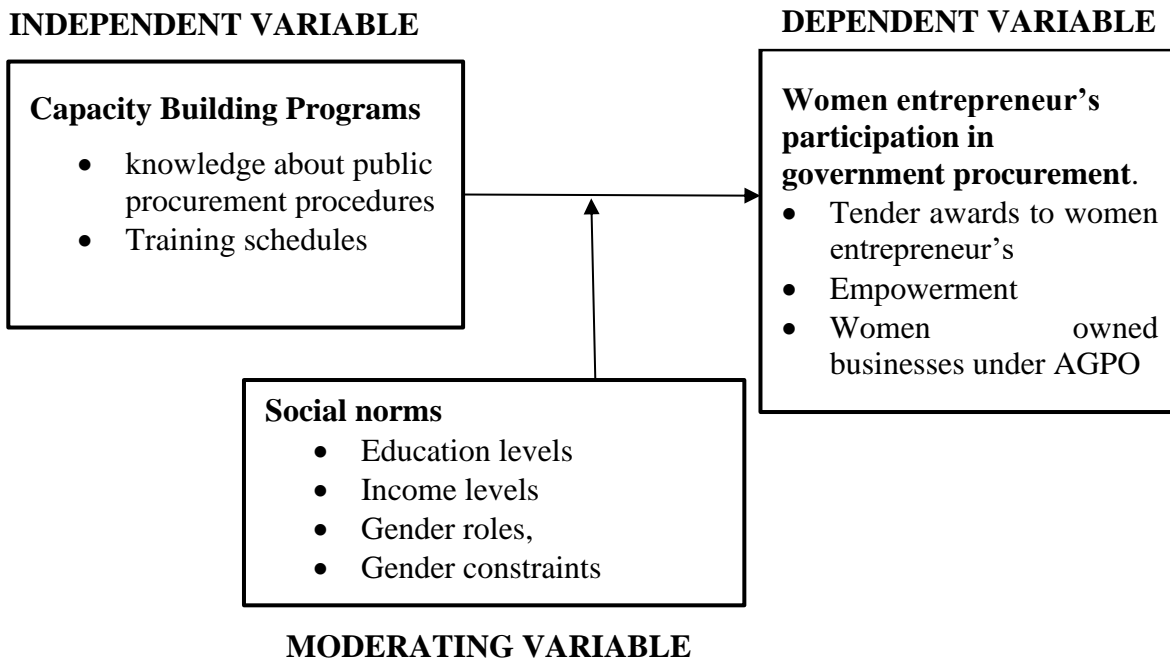 INDEPENDENT VARIABLE
Capacity Building Programs
• knowledge about public
procurement procedures
• Training schedules
DEPENDENT VARIABLE
Women entrepreneur’s
participation in
government procurement.
• Tender awards to women
entrepreneur’s
• Empowerment
• Women owned
businesses under AGPO
Social norms
• Education levels
• Income levels
• Gender roles,
• Gender constraints
MODERATING VARIABLE